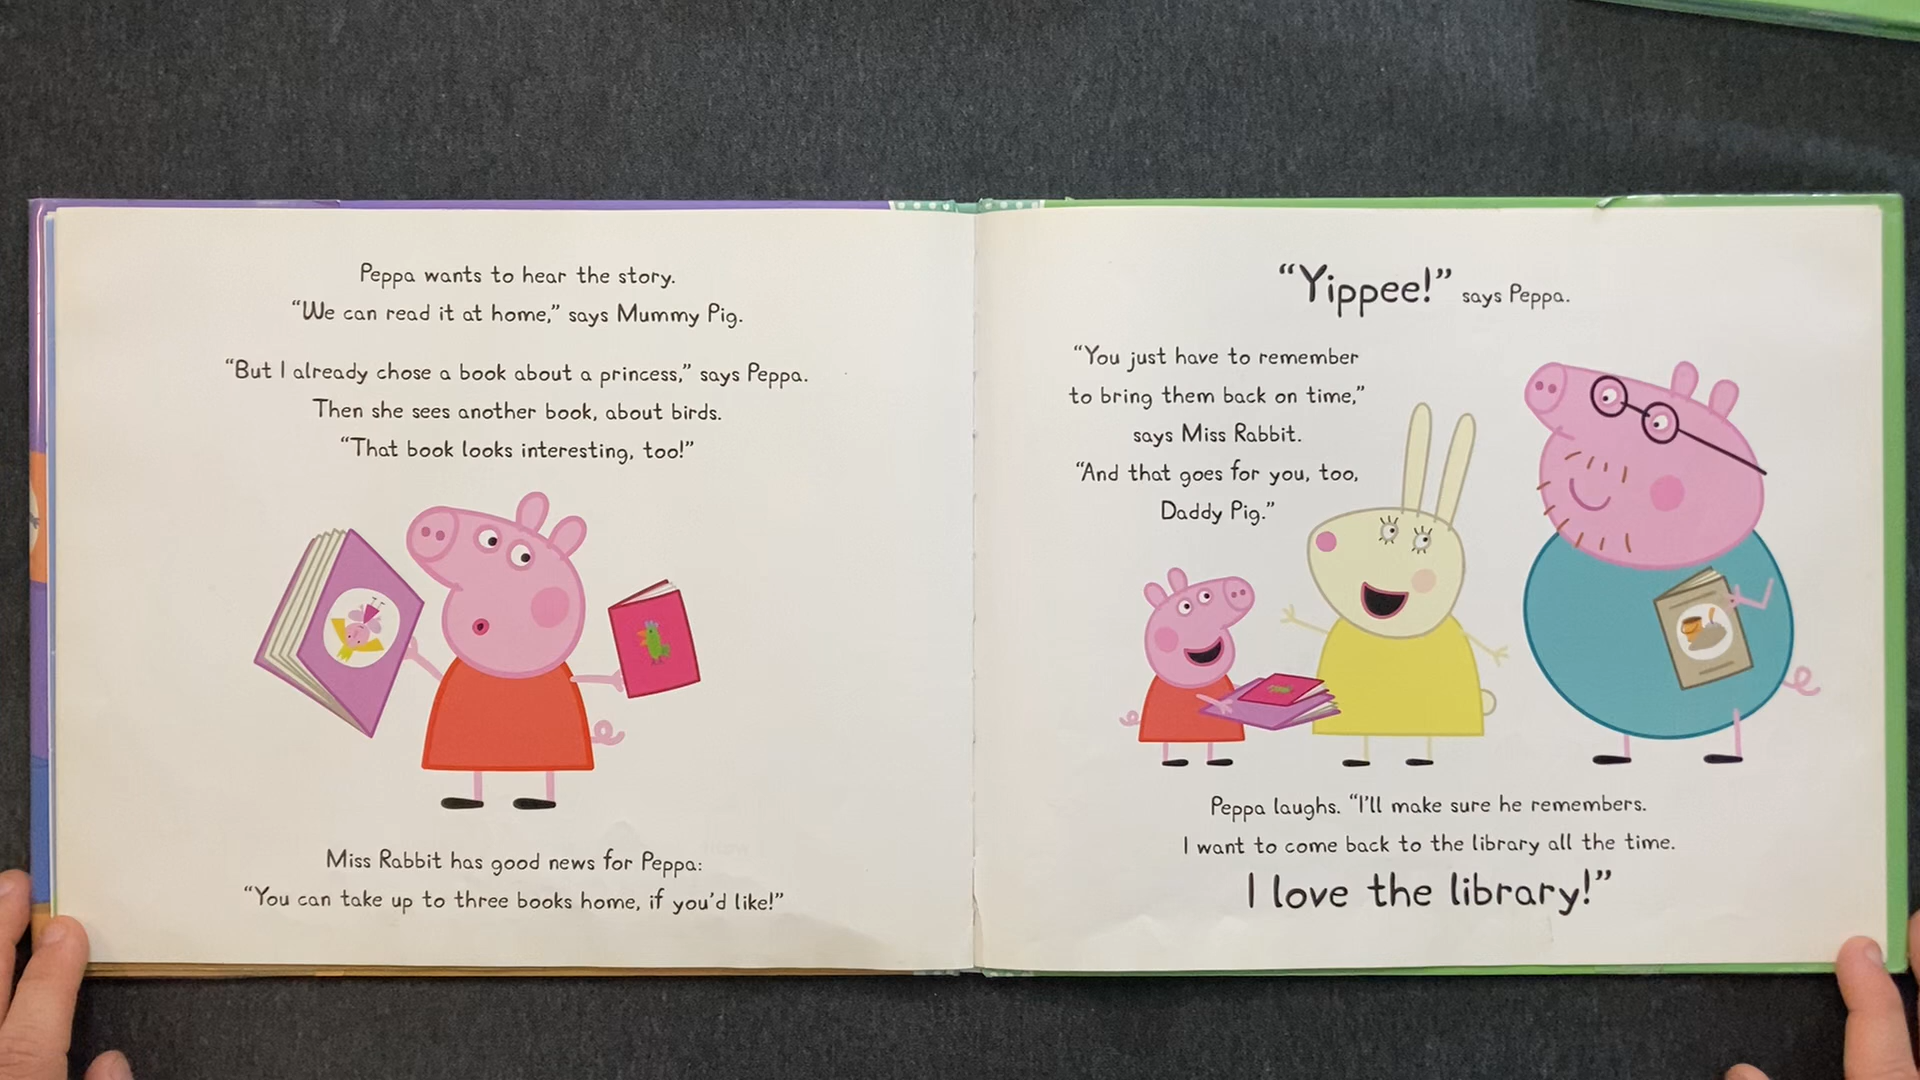 Peppa wants to hear the story.
“We can read it at home,” says Mummy Pig.
“But I already chose a book about a princess,” says Peppa.
Then she sees another book, about birds.
“That book looks interesting, too!”
Miss Rabbit has good news for Peppa:
“You can take up to three books home, if you’d like!”
“Yippee!” says Peppa.
“You just have to remember
to bring them back on time,”
says Miss Rabbit.
“And that goes for you, too,
Daddy Pig.”
Peppa laughs. “I’ll make sure he remembers.
I want to come back to the library all the time.
I love the library!”